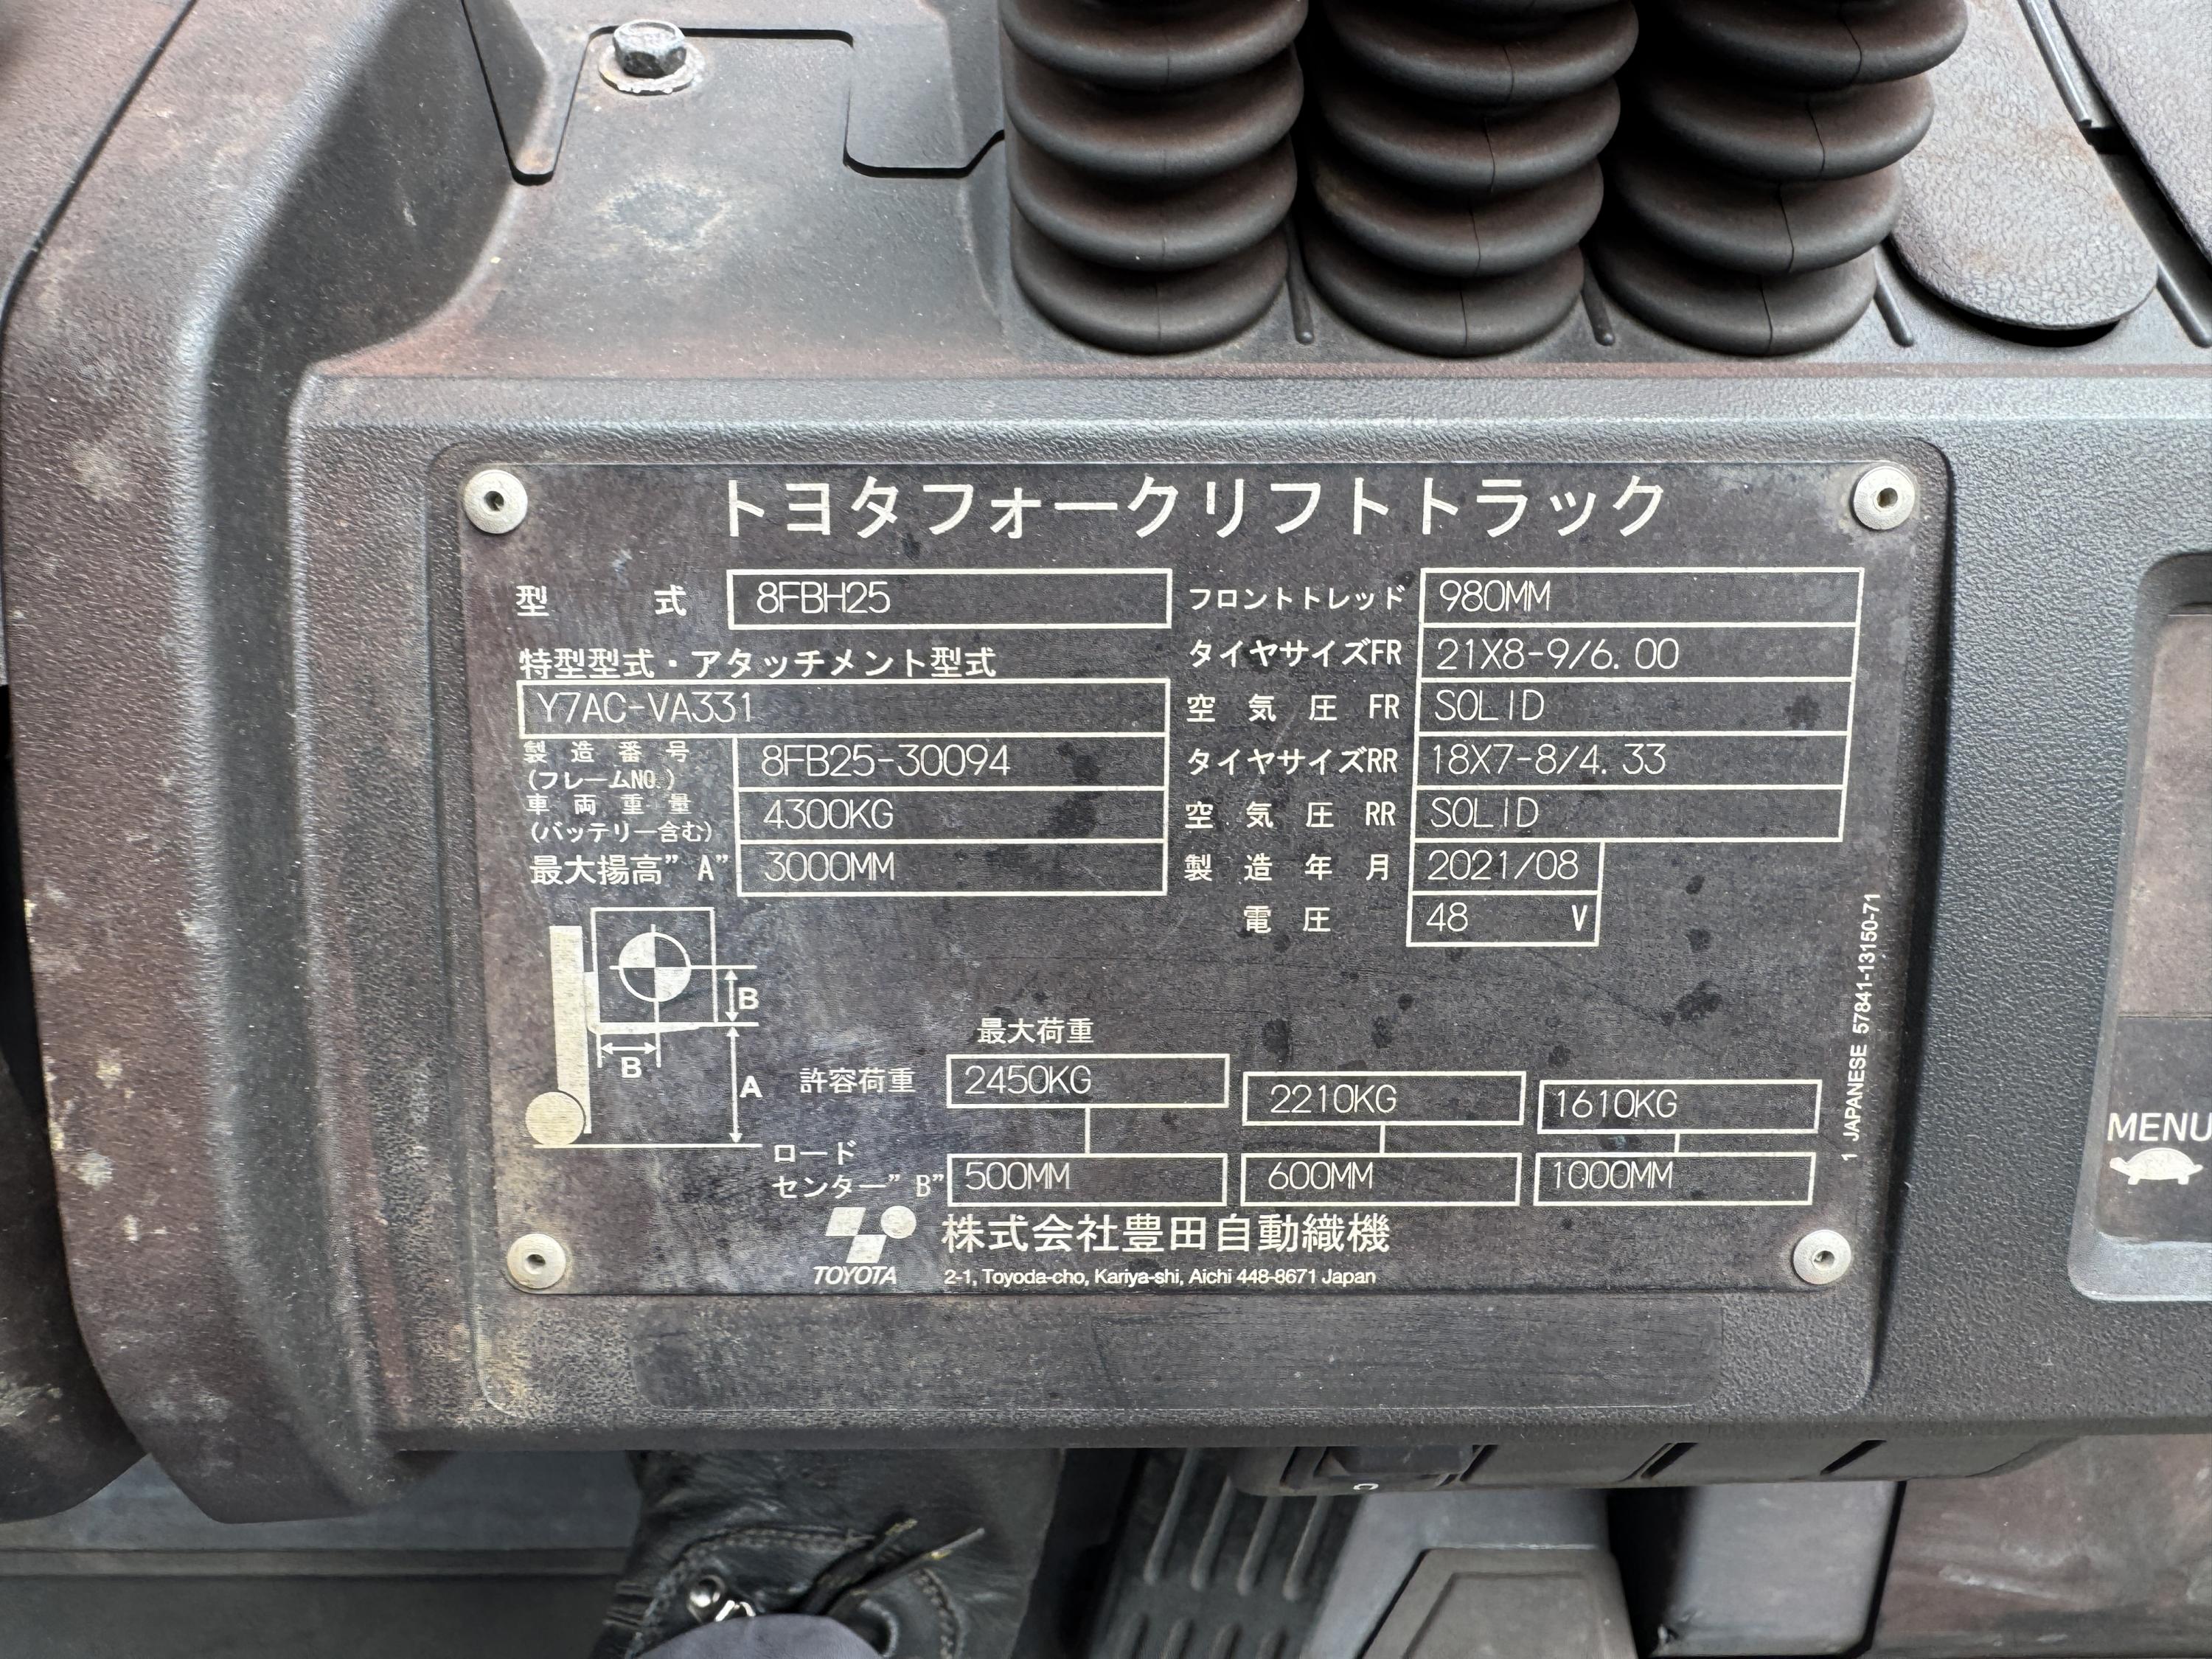 トヨタフォークリフトトラック
型 式 8FBH25
特型型式・アタッチメント型式
Y7AC-VA331
製造番号
(フレームNO.) 8FB25-30094
車両重量
(バッテリー含む) 4300KG
最大揚高"A" 3000MM
フロントトレッド 980MM
タイヤサイズFR 21X8-9/6.00
空気圧 FR SOLID
タイヤサイズRR 18X7-8/4.33
空気圧 RR SOLID
製造年月 2021/08
電圧 48 V
B
B
A
最大荷重
許容荷重 2450KG 2210KG 1610KG
ロード
センター"B" 500MM 600MM 1000MM
株式会社豊田自動織機
TOYOTA 2-1, Toyoda-cho, Kariya-shi, Aichi 448-8671 Japan
1 JAPANESE 57841-13150-71
MENU